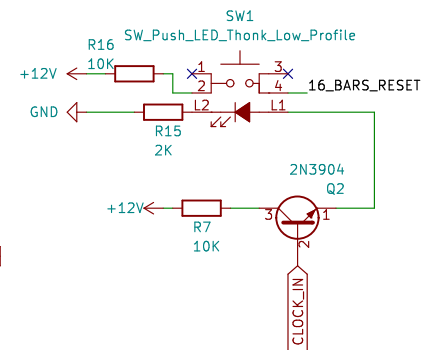 SW1
SW_Push_LED_Thonk_Low_Profile
R16
10K
+12V
1
2
3
4
16_BARS_RESET
GND
L2
L1
R15
2K
2N3904
Q2
+12V
3
1
2
R7
10K
CLOCK_IN